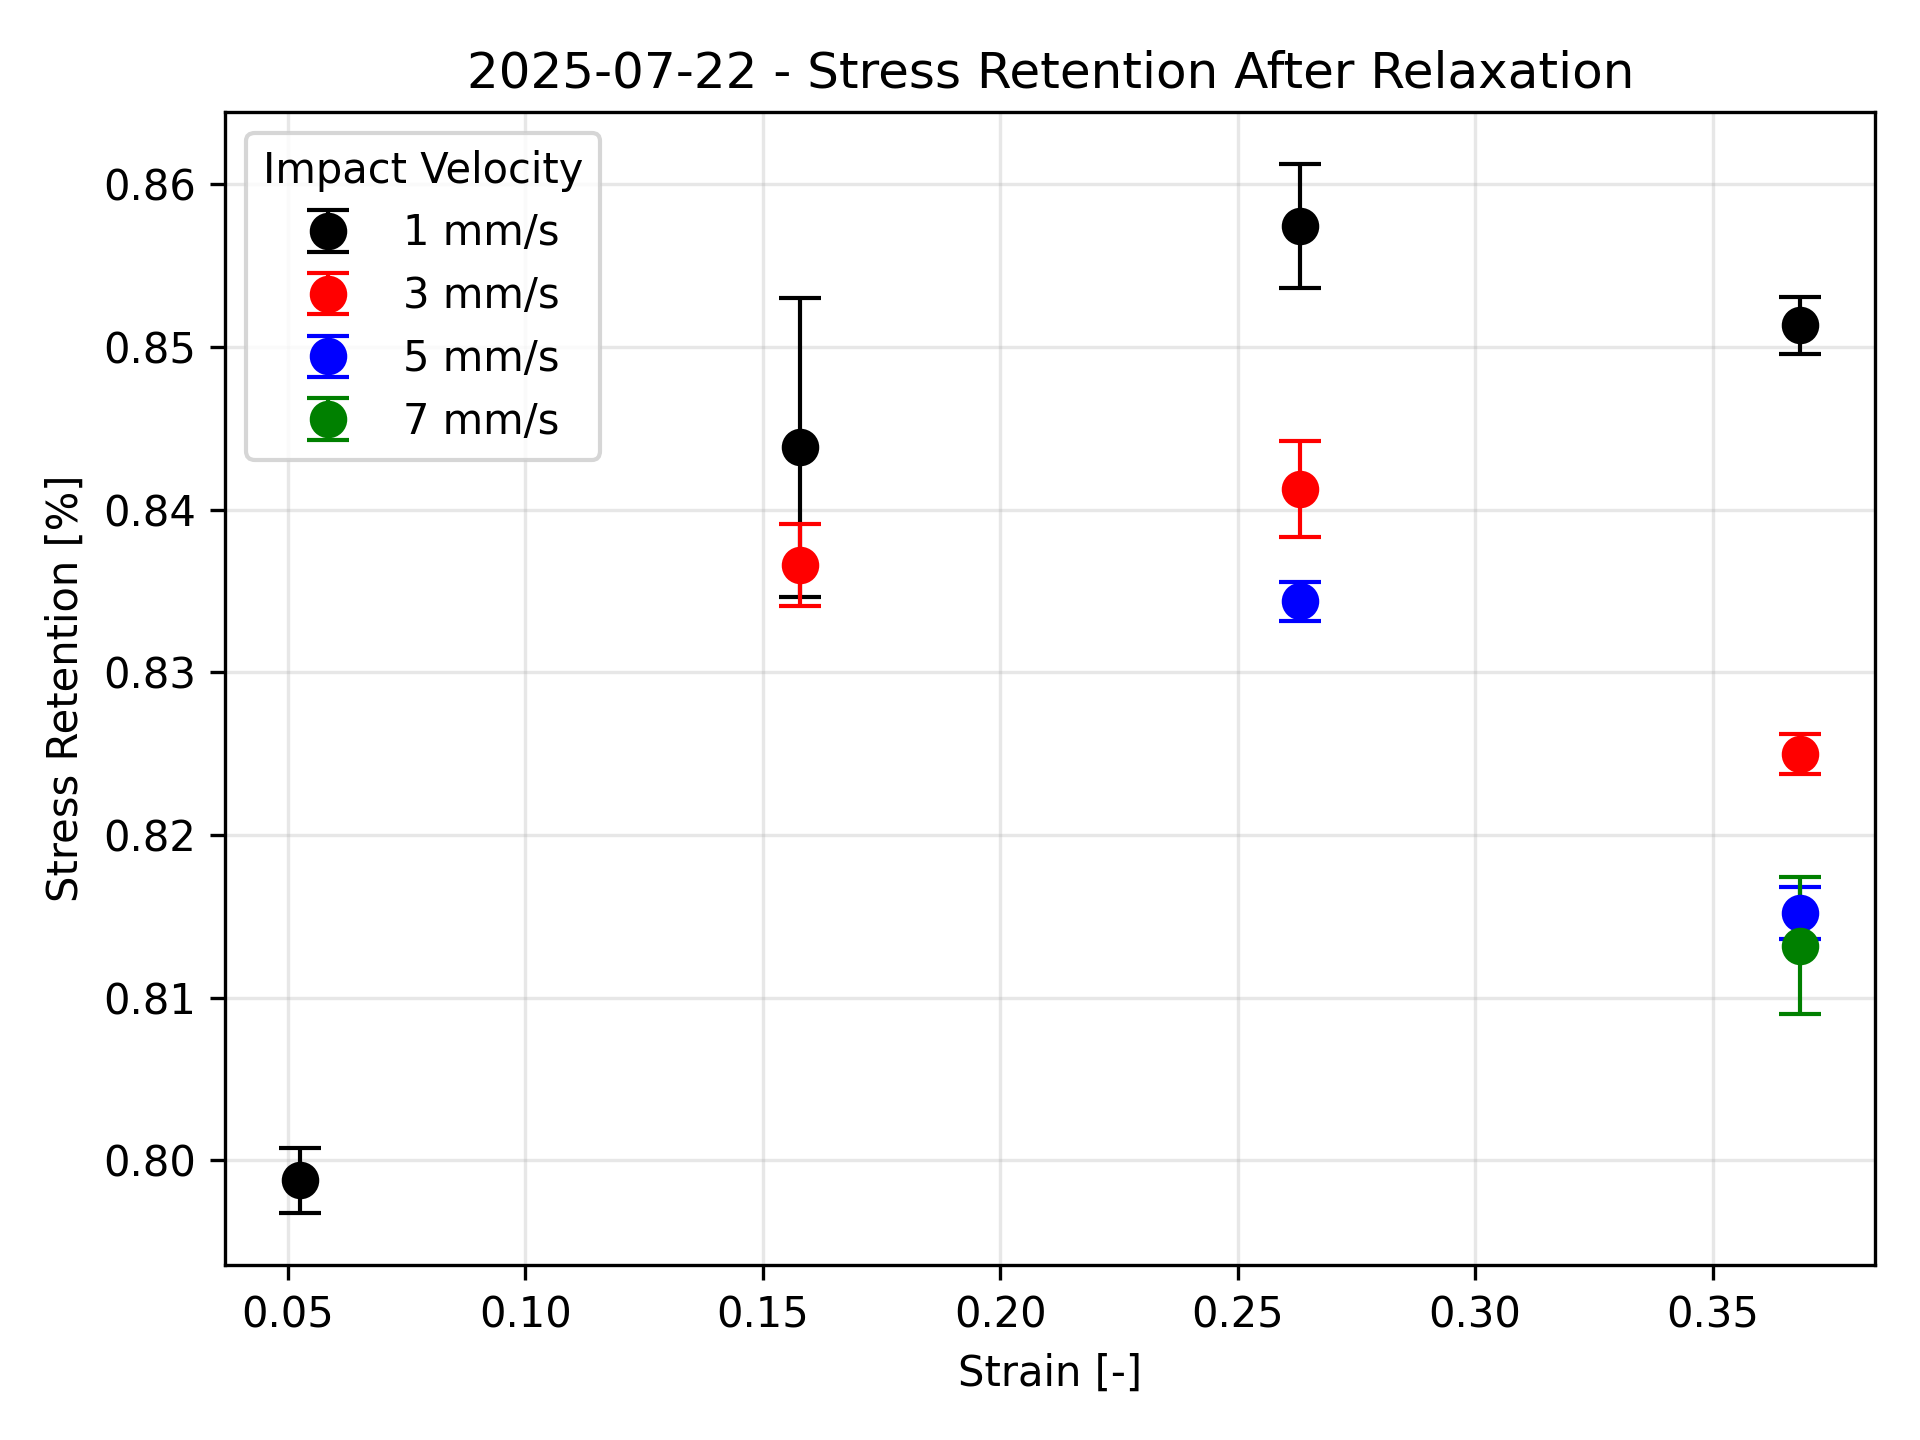 2025-07-22 - Stress Retention After Relaxation
Impact Velocity
1 mm/s
3 mm/s
5 mm/s
7 mm/s
Stress Retention [%]
0.86
0.85
0.84
0.83
0.82
0.81
0.80
0.05 0.10 0.15 0.20 0.25 0.30 0.35
Strain [-]